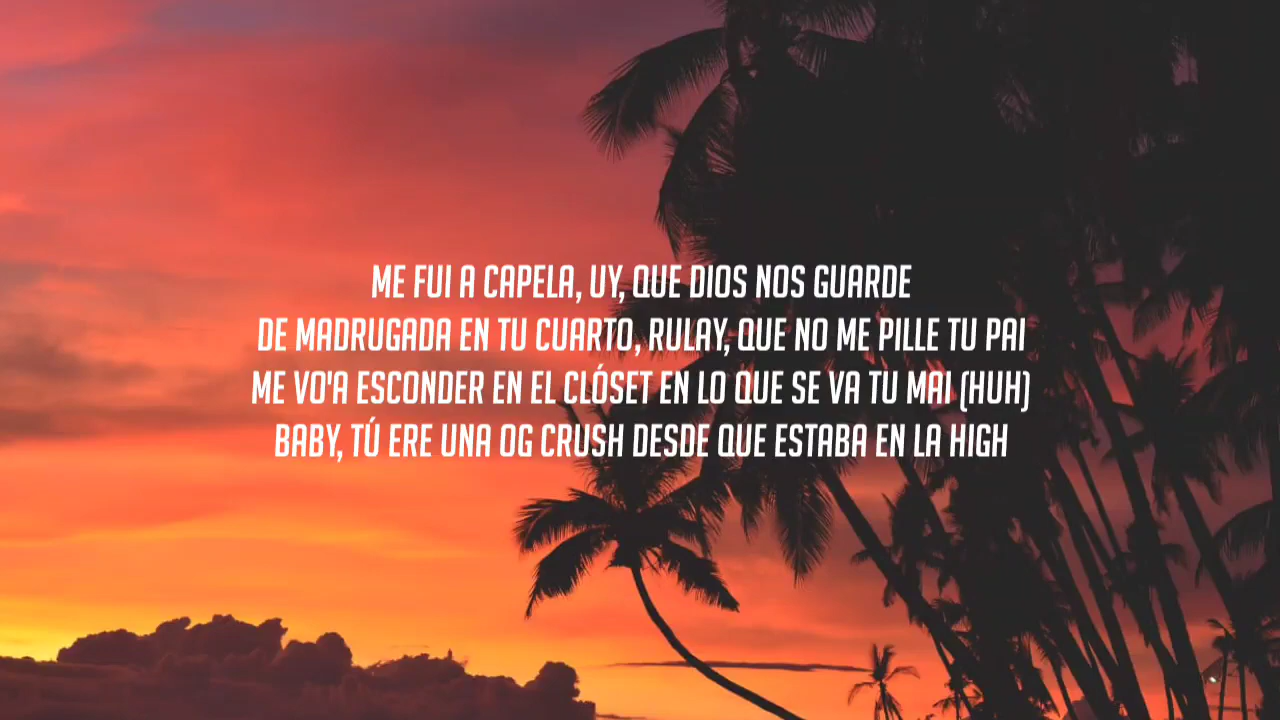 ME FUI A CAPELA, UY, QUE DIOS NOS GUARDE
DE MADRUGADA EN TU CUARTO, RULAY, QUE NO ME PILLE TU PAI
ME VO'A ESCONDER EN EL CLÓSET EN LO QUE SE VA TU MAI (HUH)
BABY, TÚ ERE UNA OG CRUSH DESDE QUE ESTABA EN LA HIGH